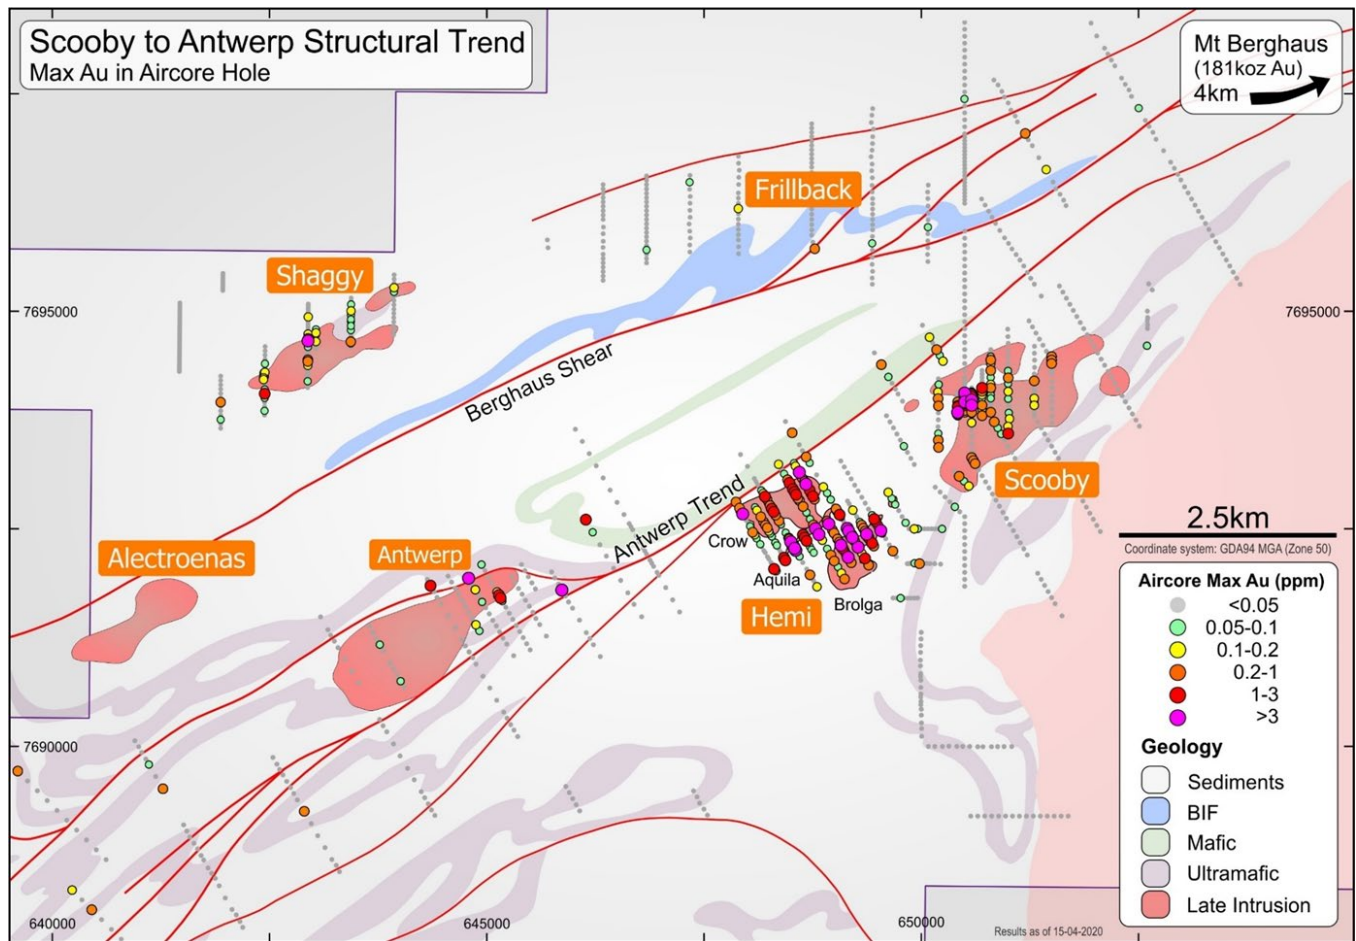 Scooby to Antwerp Structural Trend
Max Au in Aircore Hole
Mt Berghaus
(181koz Au)
4km
Frillback
Shaggy
7695000
7695000
Berghaus Shear
Scooby
Antwerp Trend
2.5km
Coordinate system: GDA94 MGA (Zone 50)
Alectroenas
Antwerp
Crow
Aquila
Hemi
Brolga
Aircore Max Au (ppm)
<0.05
0.05-0.1
0.1-0.2
0.2-1
1-3
>3
7690000
Geology
Sediments
BIF
Mafic
Ultramafic
Late Intrusion
640000
645000
650000
Results as of 15-04-2020